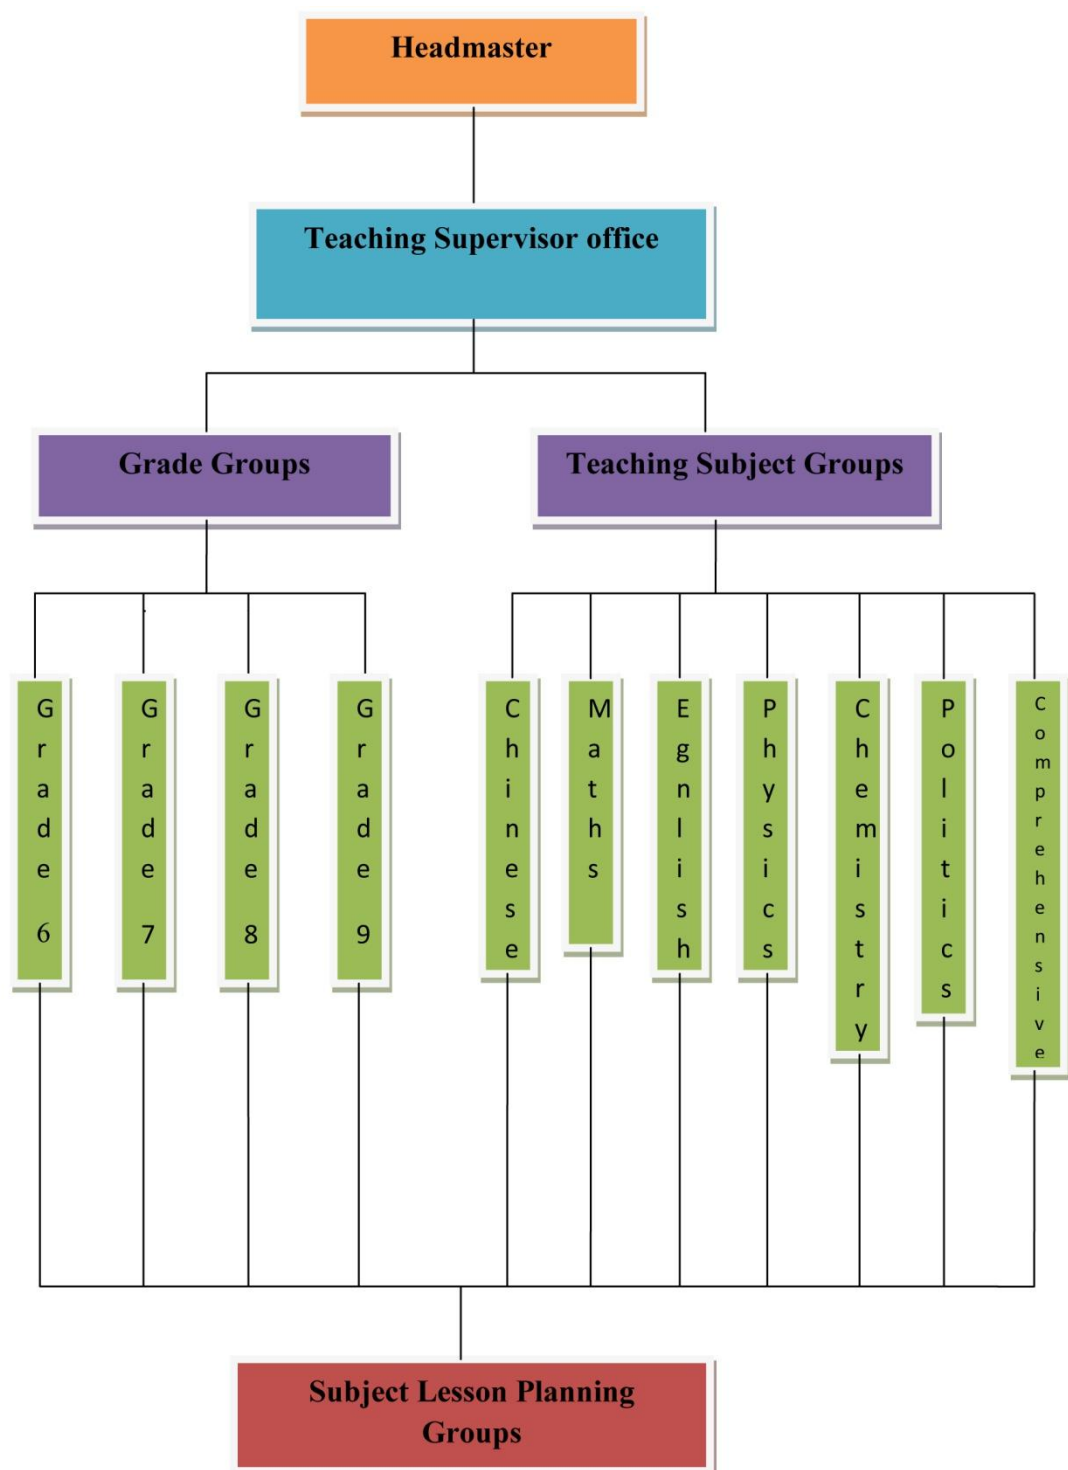 Headmaster
Teaching Supervisor office
Grade Groups
Teaching Subject Groups
Grade 6
Grade 7
Grade 8
Grade 9
Chinese
Maths
Egnlish
Physics
Chemistry
Politics
Comprehensive
Subject Lesson Planning
Groups